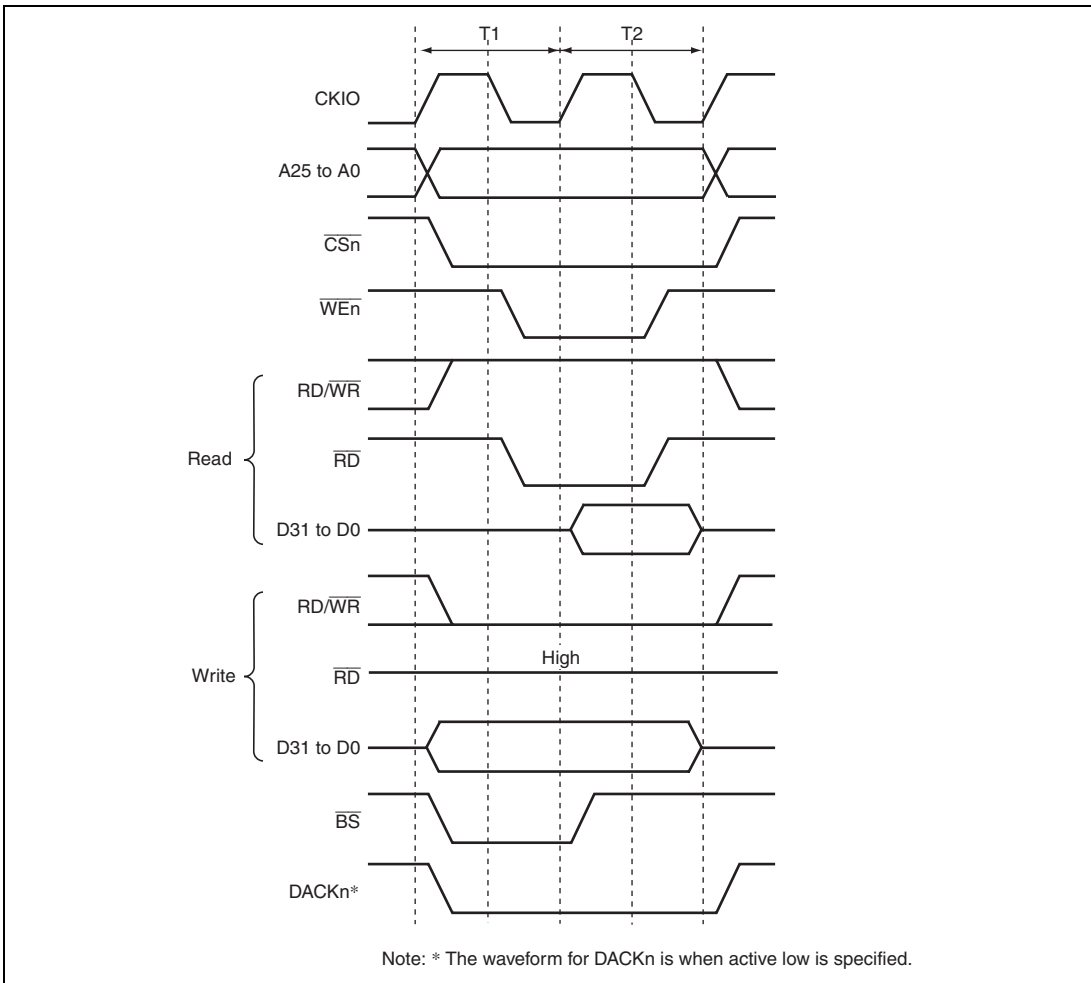 T1 T2
CKIO
A25 to A0
CSn
WEn
RD/WR
Read
RD
D31 to D0
RD/WR
High
Write
RD
D31 to D0
BS
DACKn*
Note: * The waveform for DACKn is when active low is specified.